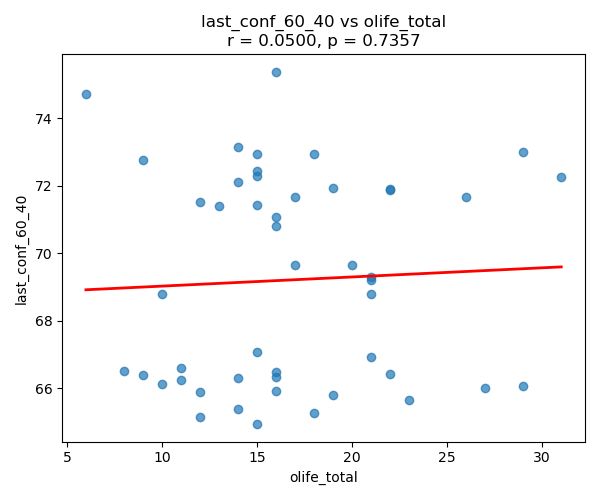 last_conf_60_40 vs olife_total
r = 0.0500, p = 0.7357
74
72
70
68
66
last_conf_60_40
5
10
15
20
25
30
olife_total